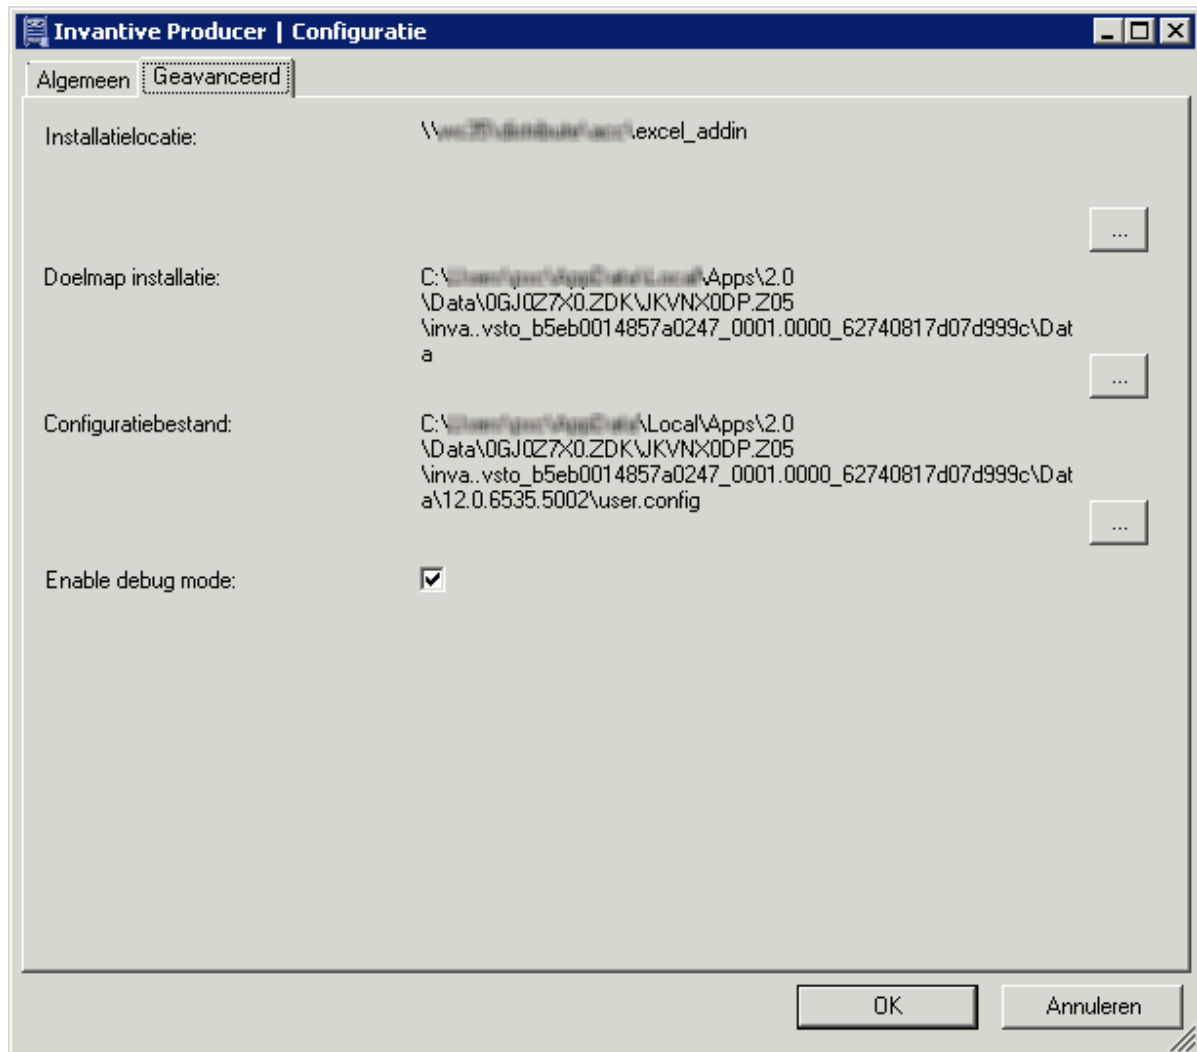 Invantive Producer | Configuratie
Algemeen
Geavanceerd
Installatielocatie:
\\ \excel_addin
...
Doelmap installatie:
C:\ \Apps\2.0
\Data\0GJ0Z7X0.ZDK\JKVNX0DP.Z05
\inva..vsto_b5eb0014857a0247_0001.0000_62740817d07d999c\Dat
a
...
Configuratiebestand:
C:\ \Local\Apps\2.0
\Data\0GJ0Z7X0.ZDK\JKVNX0DP.Z05
\inva..vsto_b5eb0014857a0247_0001.0000_62740817d07d999c\Dat
a\12.0.6535.5002\user.config
...
Enable debug mode:
OK
Annuleren